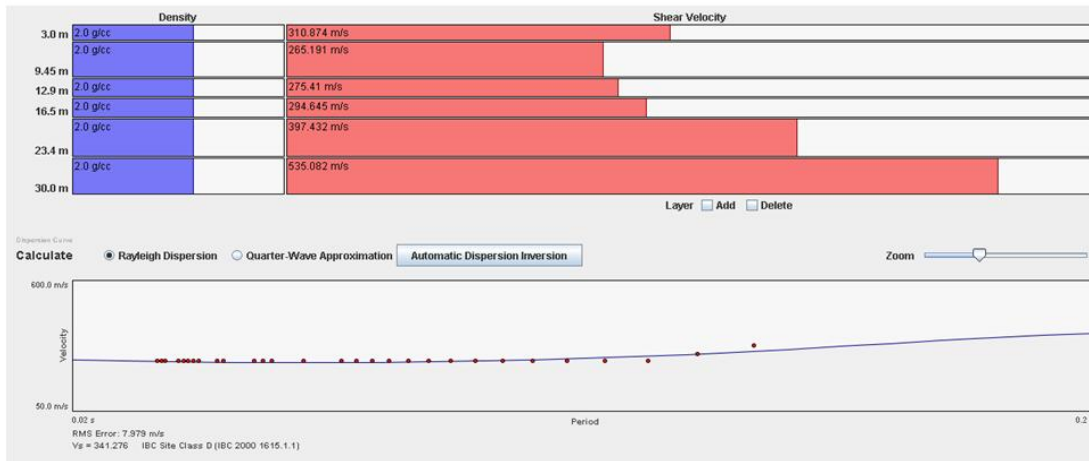 Density Shear Velocity
3.0 m 2.0 g/cc 310.874 m/s
9.45 m 2.0 g/cc 265.191 m/s
12.9 m 2.0 g/cc 275.41 m/s
16.5 m 2.0 g/cc 294.645 m/s
23.4 m 2.0 g/cc 397.432 m/s
30.0 m 2.0 g/cc 535.082 m/s
Layer Add Delete
Dispersion Curve
Calculate Rayleigh Dispersion Quarter-Wave Approximation Automatic Dispersion Inversion Zoom
600.0 m/s
Velocity
50.0 m/s
0.02 s Period 0.2
RMS Error: 7.979 m/s
Vs = 341.276 IBC Site Class D (IBC 2000 1615.1.1)